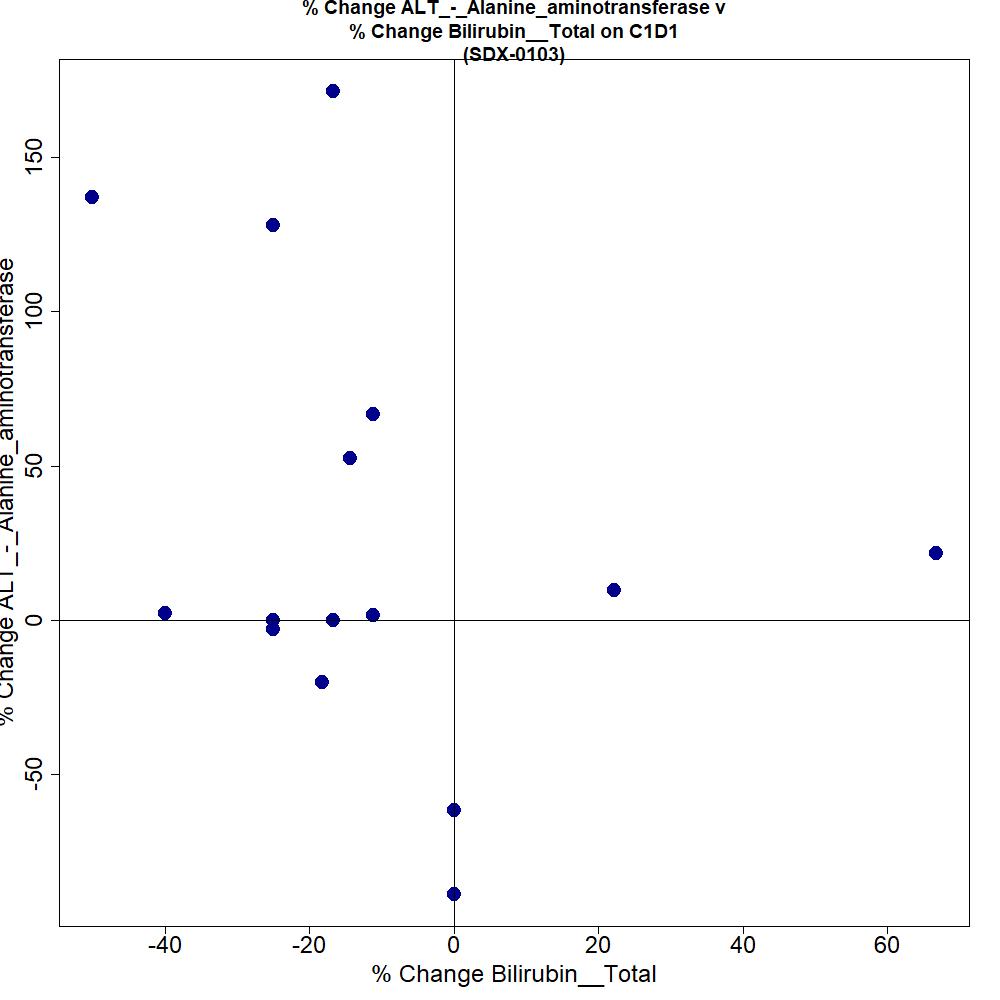 % Change ALT_-_Alanine_aminotransferase v
% Change Bilirubin__Total on C1D1
(SDX-0103)
% Change ALT_-_Alanine_aminotransferase
150
100
50
0
-50
-40
-20
0
20
40
60
% Change Bilirubin__Total